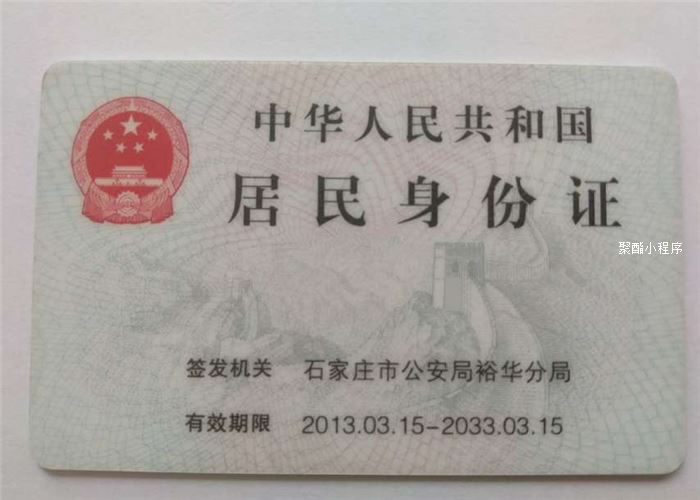 中华人民共和国
居民身份证
聚酯小程序
签发机关 石家庄市公安局裕华分局
有效期限 2013.03.15-2033.03.15